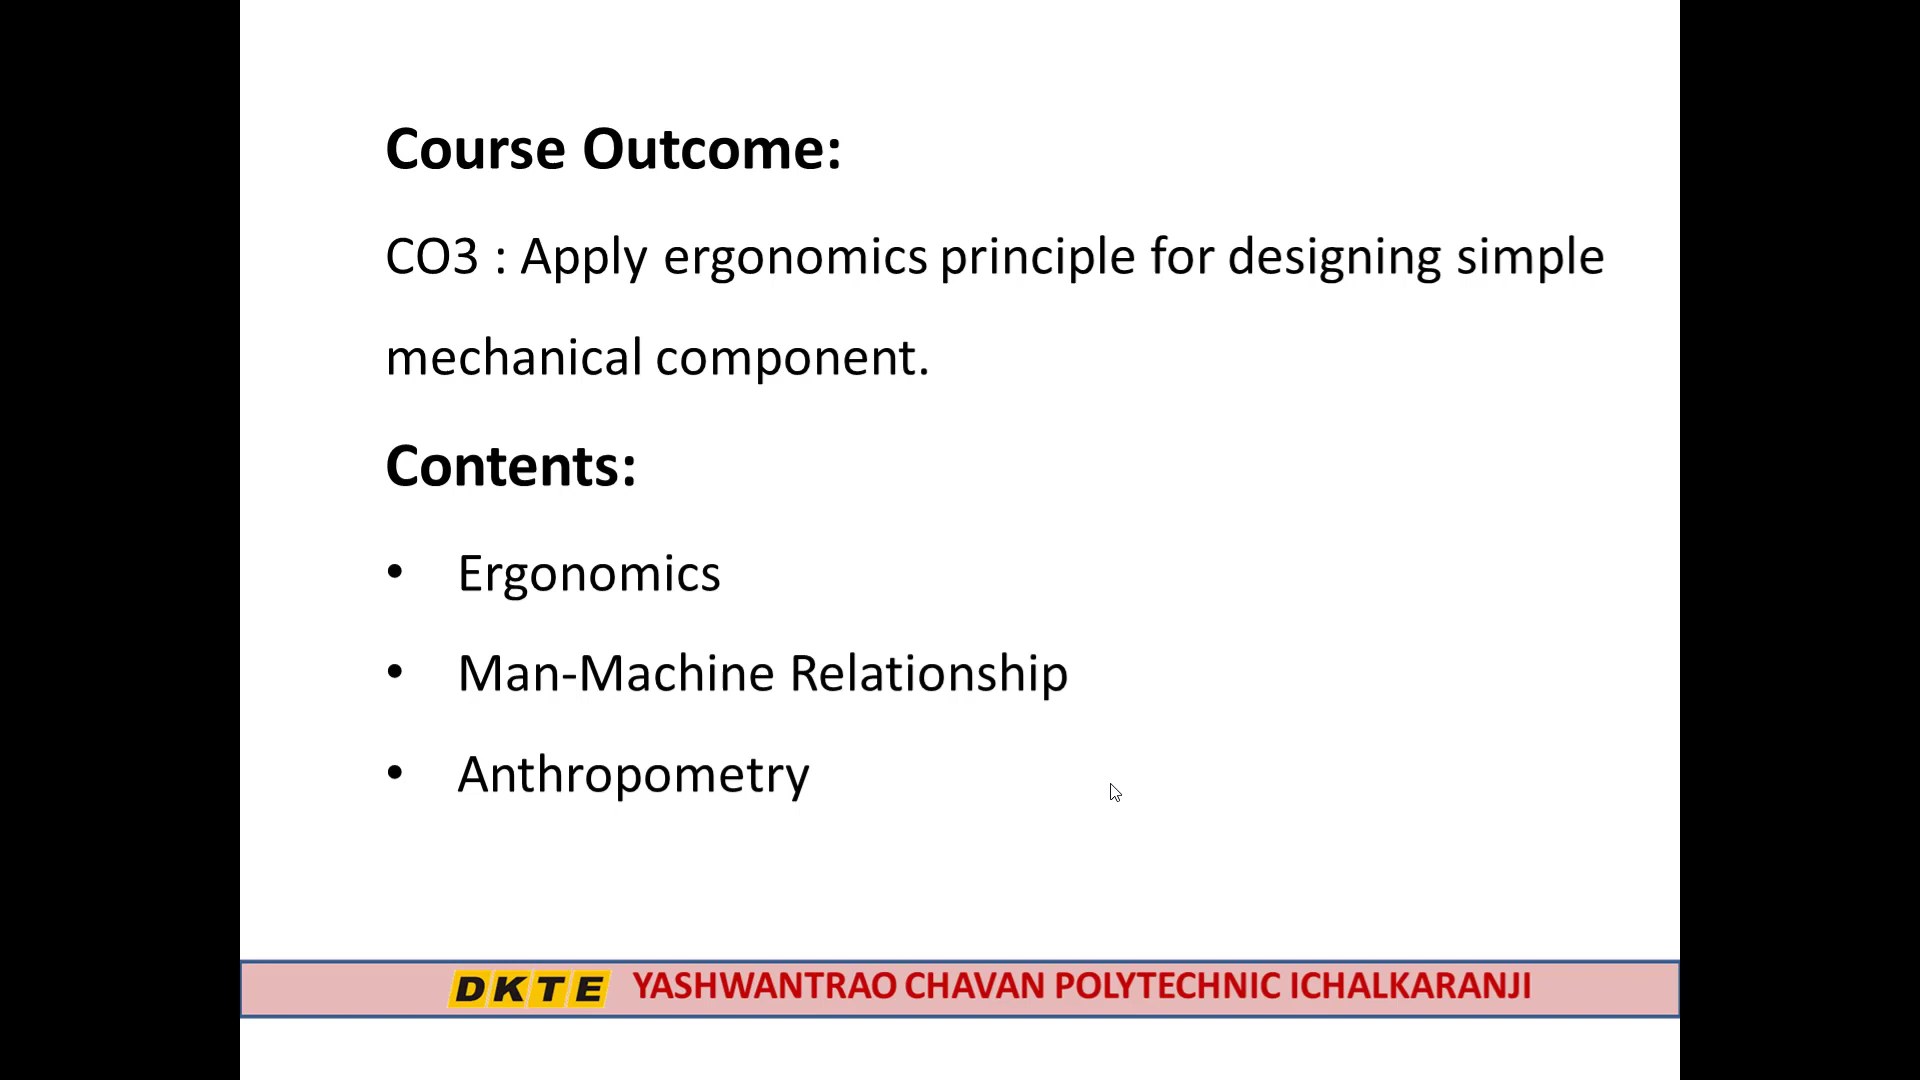 Course Outcome:
CO3 : Apply ergonomics principle for designing simple
mechanical component.
Contents:
• Ergonomics
• Man-Machine Relationship
• Anthropometry
DKTE YASHWANTRAO CHAVAN POLYTECHNIC ICHALKARANJI